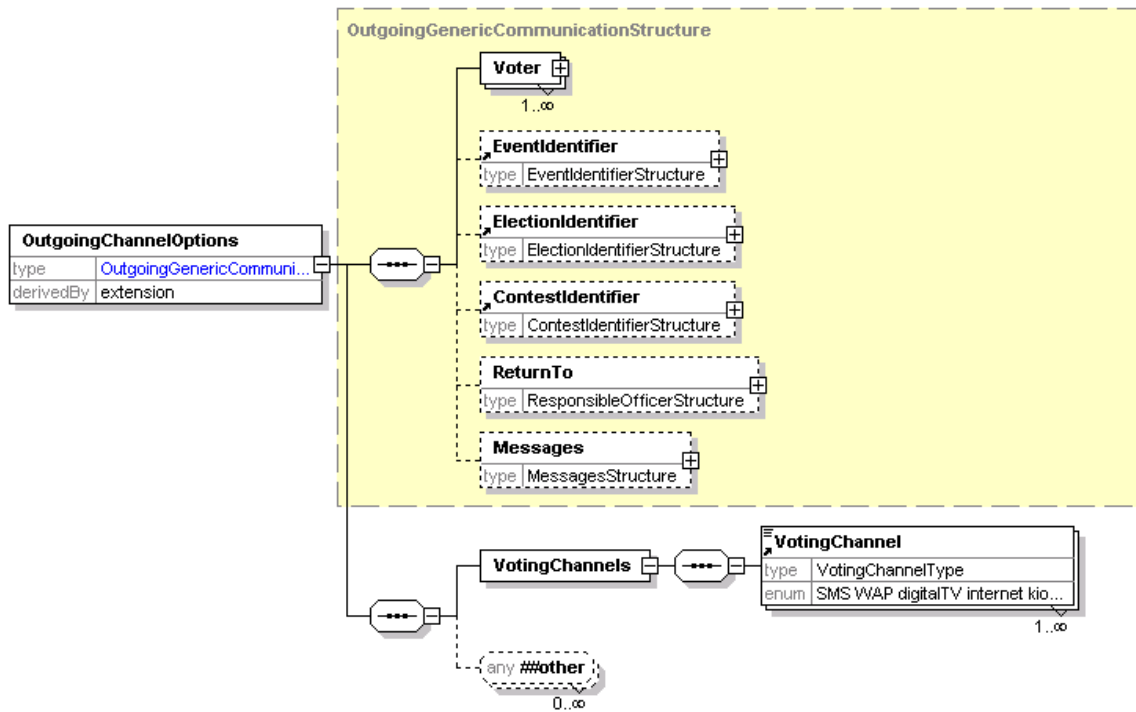 OutgoingGenericCommunicationStructure
Voter
1..∞
EventIdentifier
type EventIdentifierStructure
ElectionIdentifier
type ElectionIdentifierStructure
ContestIdentifier
type ContestIdentifierStructure
ReturnTo
type ResponsibleOfficerStructure
Messages
type MessagesStructure
OutgoingChannelOptions
type OutgoingGenericCommuni...
derivedBy extension
VotingChannels
VotingChannel
type VotingChannelType
enum SMS WAP digitalTV internet kio...
1..∞
any ##other
0..∞